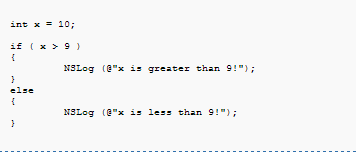 int x = 10;
if ( x > 9 )
{
NSLog (@"x is greater than 9!");
}
else
{
NSLog (@"x is less than 9!");
}